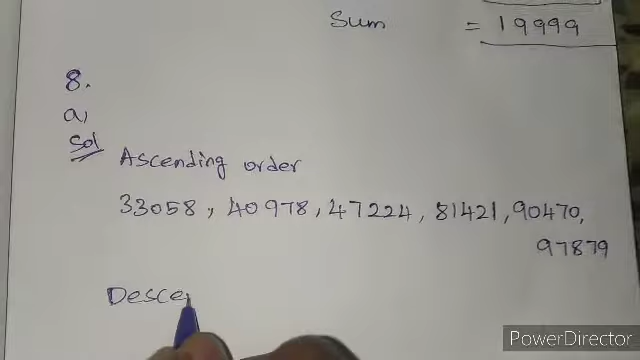 Sum = 19999
8.
a,
Sol
Ascending order
33058, 40978, 47224, 81421, 90470,
97879
Desce
PowerDirector